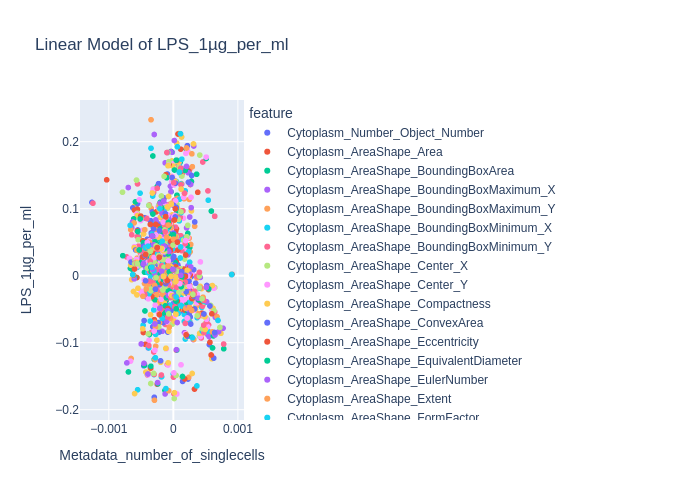 Linear Model of LPS_1µg_per_ml
feature
Cytoplasm_Number_Object_Number
Cytoplasm_AreaShape_Area
Cytoplasm_AreaShape_BoundingBoxArea
Cytoplasm_AreaShape_BoundingBoxMaximum_X
Cytoplasm_AreaShape_BoundingBoxMaximum_Y
Cytoplasm_AreaShape_BoundingBoxMinimum_X
Cytoplasm_AreaShape_BoundingBoxMinimum_Y
Cytoplasm_AreaShape_Center_X
Cytoplasm_AreaShape_Center_Y
Cytoplasm_AreaShape_Compactness
Cytoplasm_AreaShape_ConvexArea
Cytoplasm_AreaShape_Eccentricity
Cytoplasm_AreaShape_EquivalentDiameter
Cytoplasm_AreaShape_EulerNumber
Cytoplasm_AreaShape_Extent
Cytoplasm_AreaShape_FormFactor
0.2
0.1
0
−0.1
−0.2
LPS_1µg_per_ml
−0.001 0 0.001
Metadata_number_of_singlecells